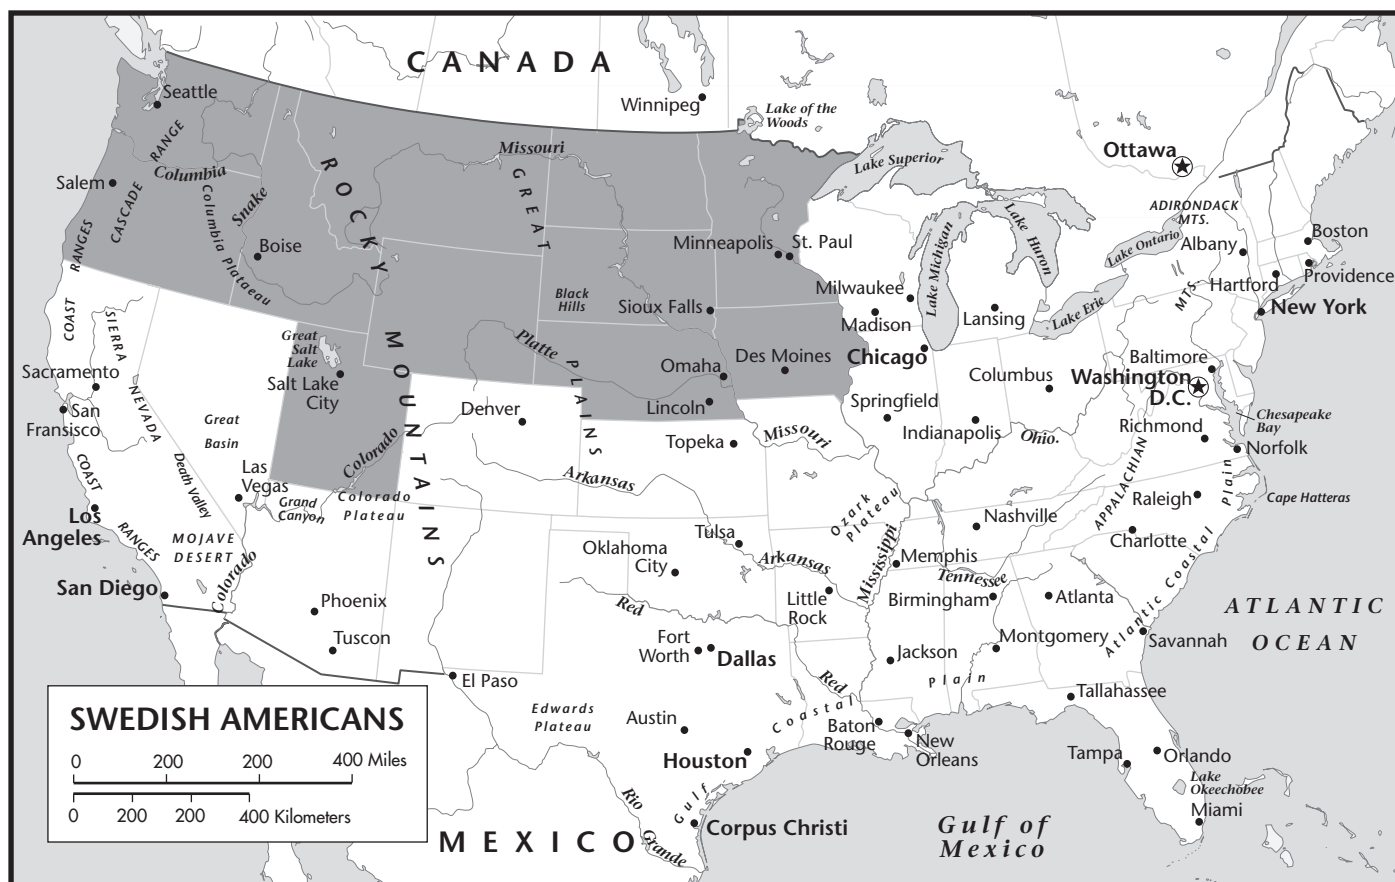 CANADA
Seattle
Winnipeg
Lake of the
Woods
RANGE
Ottawa
Missouri
Lake Superior
Columbia
Salem
CASCADE
ROCKY
GREAT
ADIRONDACK
MTS.
Columbia Plataeu
Snake
Lake Huron
Lake Michigan
Lake Ontario
Boston
RANGES
Boise
Minneapolis
St. Paul
Albany
Providence
Milwaukee
Hartford
MTS.
Black
Hills
Sioux Falls
Lake Erie
New York
COAST
SIERRA
Madison
Lansing
Great
Salt
Lake
MOUNTAINS
Platte
PLAINS
Des Moines
Chicago
Baltimore
Sacramento
Salt Lake
City
Omaha
Columbus
Washington
D.C.
San
Fransisco
NEVADA
Denver
Lincoln
Springfield
Chesapeake
Bay
Great
Basin
Indianapolis
Ohio.
Richmond
Topeka
Missouri
Norfolk
Colorado
COAST
Death Valley
Las
Vegas
Arkansas
APPALACHIAN
Plain
Grand
Canyon
Colorado
Plateau
Ozark
Plateau
Raleigh
Cape Hatteras
Los
Angeles
RANGES
Nashville
MOJAVE
DESERT
Tulsa
Charlotte
Oklahoma
City
Arkansas
Mississippi
Memphis
Colorado
Tennessee
Atlantic Coastal
San Diego
Phoenix
Red
Little
Rock
Birmingham
Atlanta
ATLANTIC
OCEAN
Tuscon
Fort
Worth
Dallas
Jackson
Montgomery
Savannah
El Paso
Red
Plain
Tallahassee
SWEDISH AMERICANS
Edwards
Plateau
Austin
Coastal
Baton
Rouge
New
Orleans
0 200 200 400 Miles
Houston
Tampa
Orlando
Lake
Okeechobee
0 200 200 400 Kilometers
Rio
Grande
Gulf
Miami
MEXICO
Corpus Christi
Gulf of
Mexico